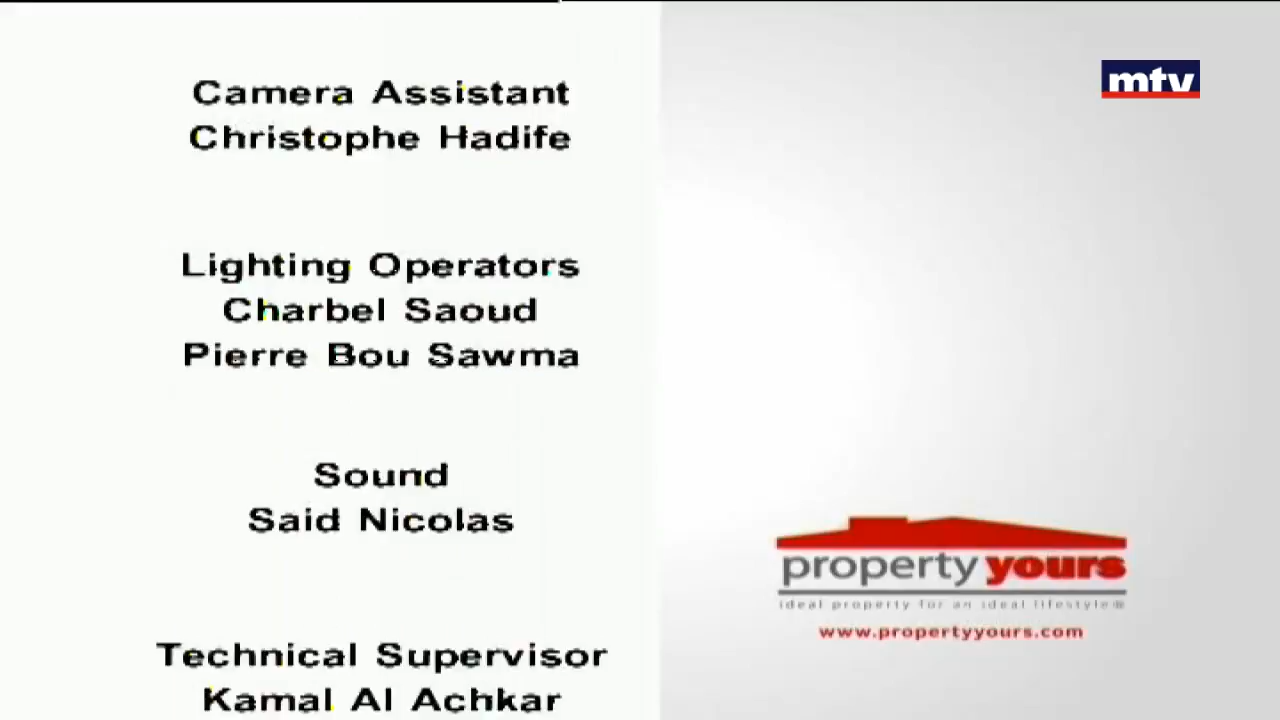 Camera Assistant
Christophe Hadife
Lighting Operators
Charbel Saoud
Pierre Bou Sawma
Sound
Said Nicolas
Technical Supervisor
Kamal Al Achkar
mtv
property yours
ideal property for an ideal lifestyle®
www.propertyyours.com